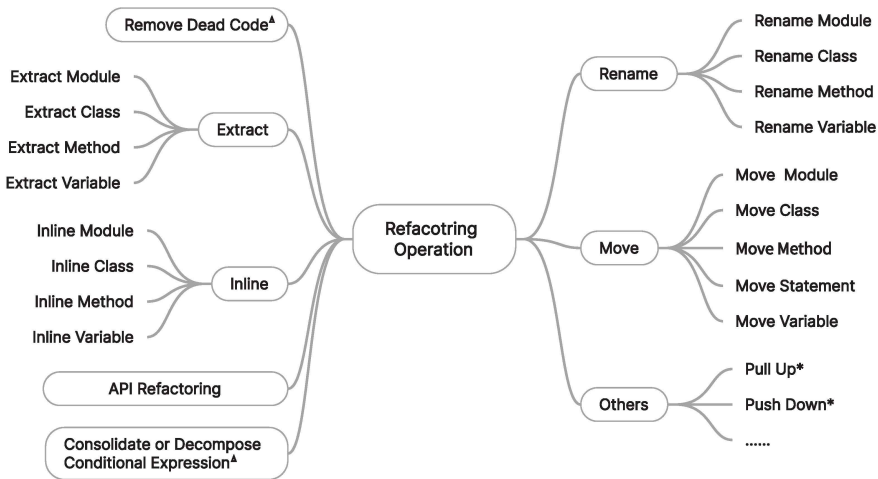 Remove Dead Code▲
Extract Module
Extract Class
Extract Method
Extract Variable
Extract
Inline Module
Inline Class
Inline Method
Inline Variable
Inline
API Refactoring
Consolidate or Decompose
Conditional Expression▲
Refacotring
Operation
Rename
Rename Module
Rename Class
Rename Method
Rename Variable
Move
Move Module
Move Class
Move Method
Move Statement
Move Variable
Others
Pull Up*
Push Down*
......